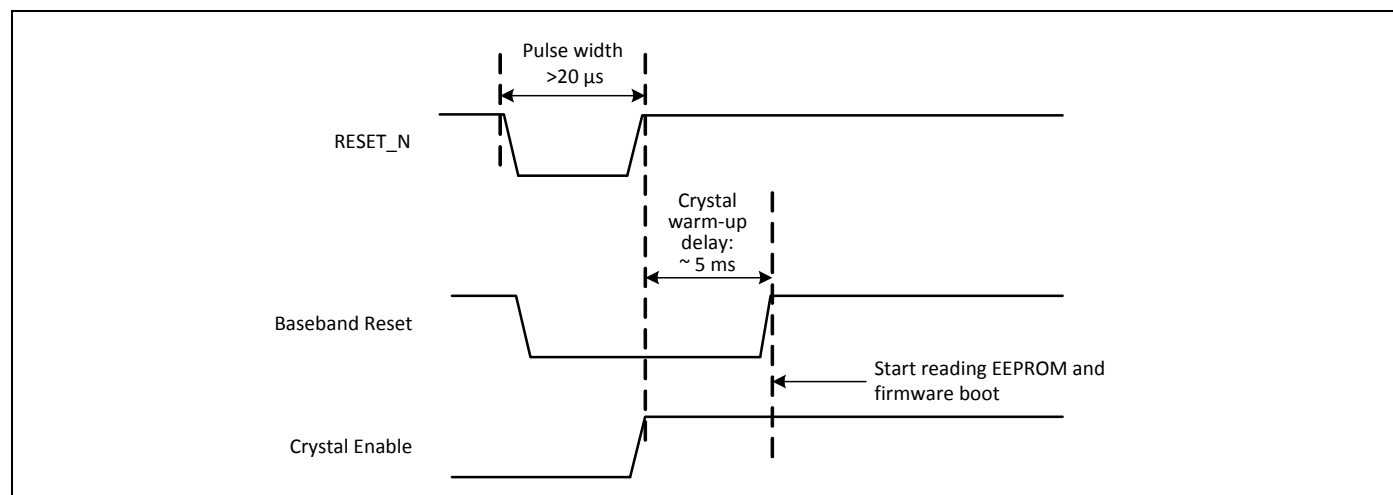 Pulse width
>20 µs
RESET_N
Crystal
warm-up
delay:
~ 5 ms
Baseband Reset
Start reading EEPROM and
firmware boot
Crystal Enable